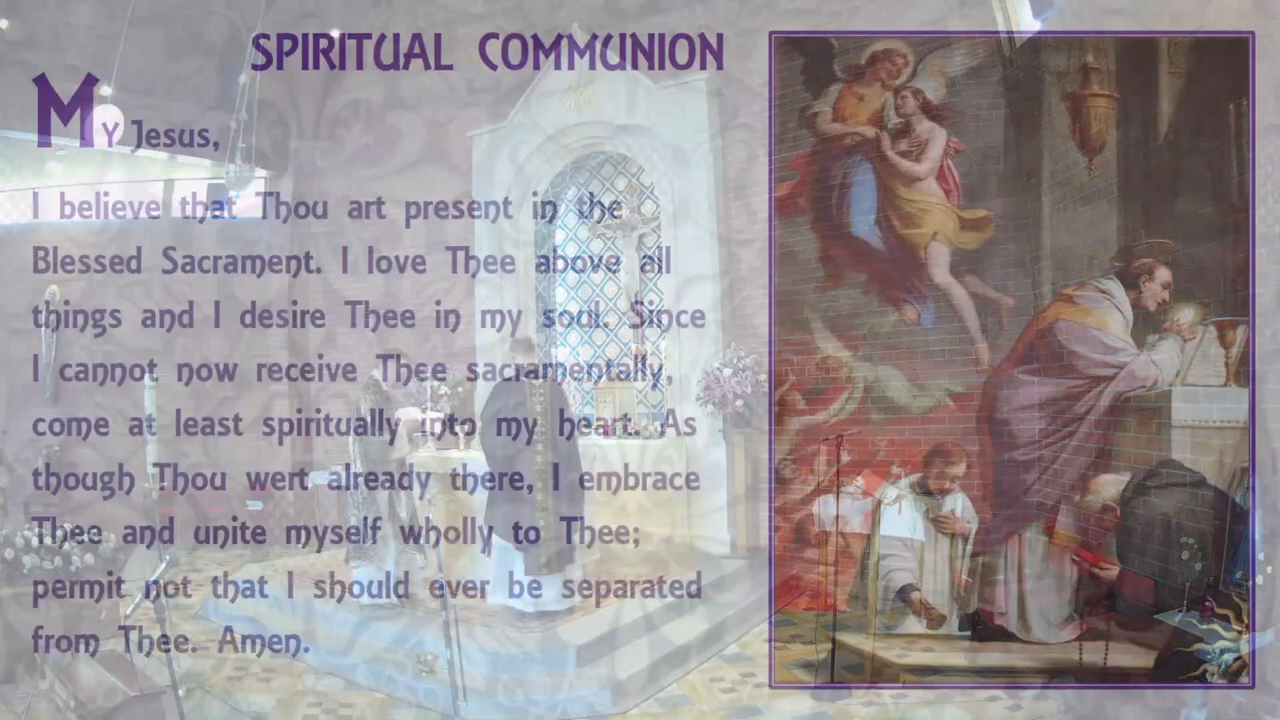 SPIRITUAL COMMUNION
My Jesus,
I believe that Thou art present in the
Blessed Sacrament. I love Thee above all
things and I desire Thee in my soul. Since
I cannot now receive Thee sacramentally,
come at least spiritually into my heart. As
though Thou wert already there, I embrace
Thee and unite myself wholly to Thee;
permit not that I should ever be separated
from Thee. Amen.